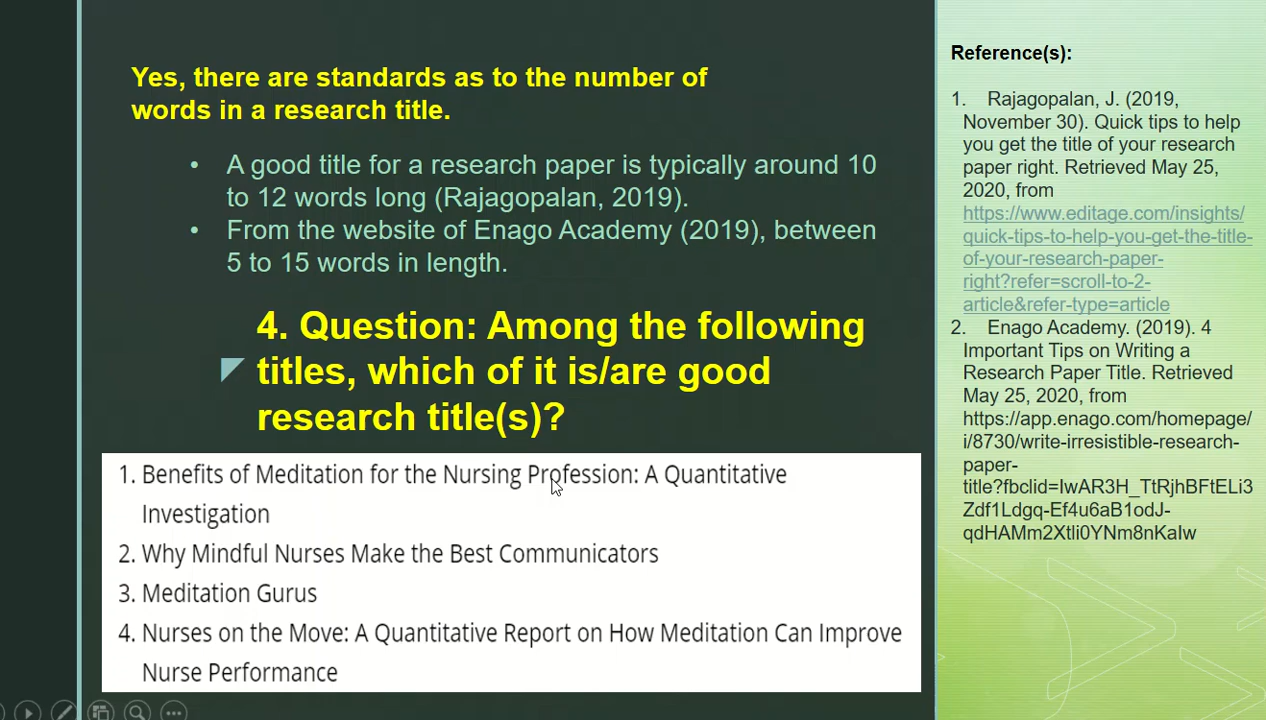 Yes, there are standards as to the number of
words in a research title.
• A good title for a research paper is typically around 10
to 12 words long (Rajagopalan, 2019).
• From the website of Enago Academy (2019), between
5 to 15 words in length.
4. Question: Among the following
titles, which of it is/are good
research title(s)?
1. Benefits of Meditation for the Nursing Profession: A Quantitative
Investigation
2. Why Mindful Nurses Make the Best Communicators
3. Meditation Gurus
4. Nurses on the Move: A Quantitative Report on How Meditation Can Improve
Nurse Performance
Reference(s):
1. Rajagopalan, J. (2019,
November 30). Quick tips to help
you get the title of your research
paper right. Retrieved May 25,
2020, from
https://www.editage.com/insights/
quick-tips-to-help-you-get-the-title-
of-your-research-paper-
right?refer=scroll-to-2-
article&refer-type=article
2. Enago Academy. (2019). 4
Important Tips on Writing a
Research Paper Title. Retrieved
May 25, 2020, from
https://app.enago.com/homepage/
i/8730/write-irresistible-research-
paper-
title?fbclid=IwAR3H_TtRjhBFtELi3
Zdf1Ldgq-Ef4u6aB1odJ-
qdHAMm2Xtli0YNm8nKaIw